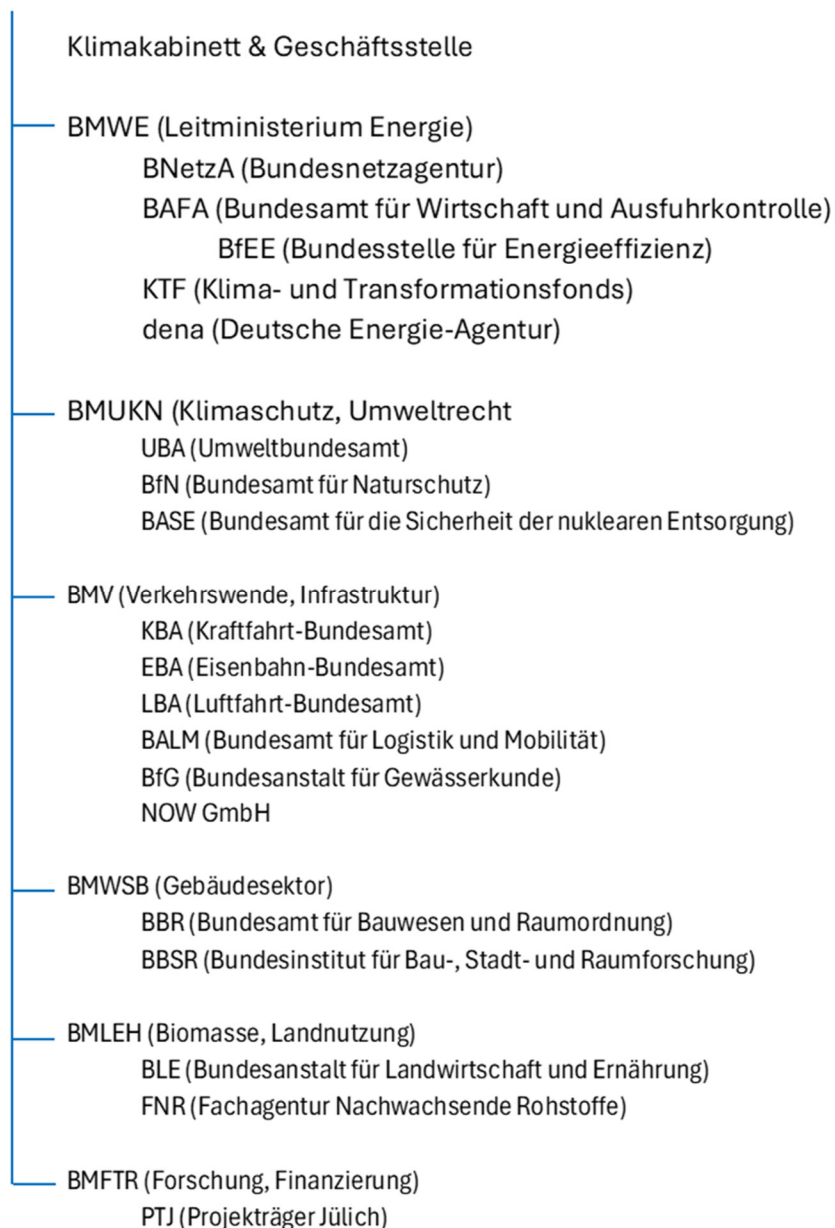 Klimakabinett & Geschäftsstelle
BMWE (Leitministerium Energie)
BNetzA (Bundesnetzagentur)
BAFA (Bundesamt für Wirtschaft und Ausfuhrkontrolle)
BfEE (Bundesstelle für Energieeffizienz)
KTF (Klima- und Transformationsfonds)
dena (Deutsche Energie-Agentur)
BMUKN (Klimaschutz, Umweltrecht
UBA (Umweltbundesamt)
BfN (Bundesamt für Naturschutz)
BASE (Bundesamt für die Sicherheit der nuklearen Entsorgung)
BMV (Verkehrswende, Infrastruktur)
KBA (Kraftfahrt-Bundesamt)
EBA (Eisenbahn-Bundesamt)
LBA (Luftfahrt-Bundesamt)
BALM (Bundesamt für Logistik und Mobilität)
BfG (Bundesanstalt für Gewässerkunde)
NOW GmbH
BMWSB (Gebäudesektor)
BBR (Bundesamt für Bauwesen und Raumordnung)
BBSR (Bundesinstitut für Bau-, Stadt- und Raumforschung)
BMLEH (Biomasse, Landnutzung)
BLE (Bundesanstalt für Landwirtschaft und Ernährung)
FNR (Fachagentur Nachwachsende Rohstoffe)
BMFTR (Forschung, Finanzierung)
PTJ (Projekträger Jülich)